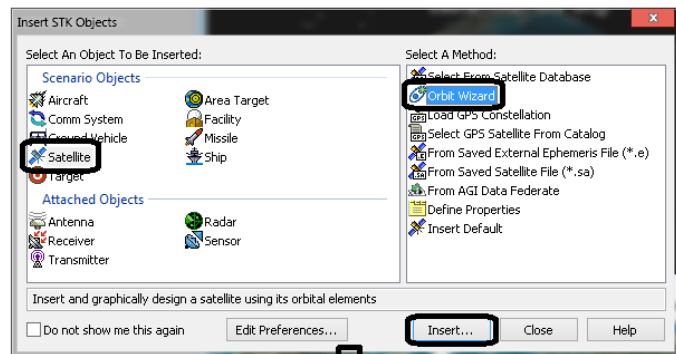 Insert STK Objects
x
Select An Object To Be Inserted:
Scenario Objects
Aircraft
Area Target
Comm System
Facility
Ground Vehicle
Missile
Satellite
Ship
Target
Attached Objects
Antenna
Radar
Receiver
Sensor
Transmitter
Select A Method:
Select From Satellite Database
Orbit Wizard
Load GPS Constellation
Select GPS Satellite From Catalog
From Saved External Ephemeris File (*.e)
From Saved Satellite File (*.sa)
From AGI Data Federate
Define Properties
Insert Default
Insert and graphically design a satellite using its orbital elements
Do not show me this again
Edit Preferences...
Insert...
Close
Help